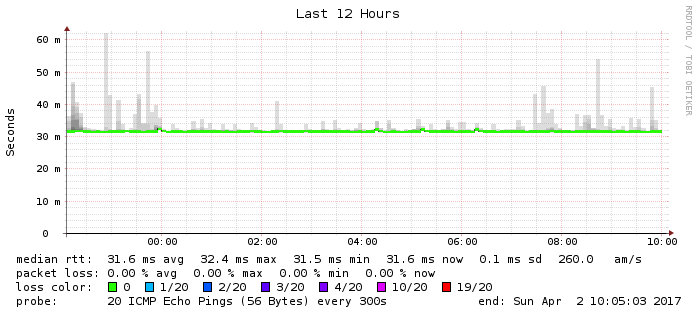 Last 12 Hours
RRDTOOL / TOBI OETIKER
Seconds
60 m
50 m
40 m
30 m
20 m
10 m
0
00:00 02:00 04:00 06:00 08:00 10:00
median rtt: 31.6 ms avg 32.4 ms max 31.5 ms min 31.6 ms now 0.1 ms sd 260.0 am/s
packet loss: 0.00 % avg 0.00 % max 0.00 % min 0.00 % now
loss color: 0 1/20 2/20 3/20 4/20 10/20 19/20
probe: 20 ICMP Echo Pings (56 Bytes) every 300s end: Sun Apr 2 10:05:03 2017